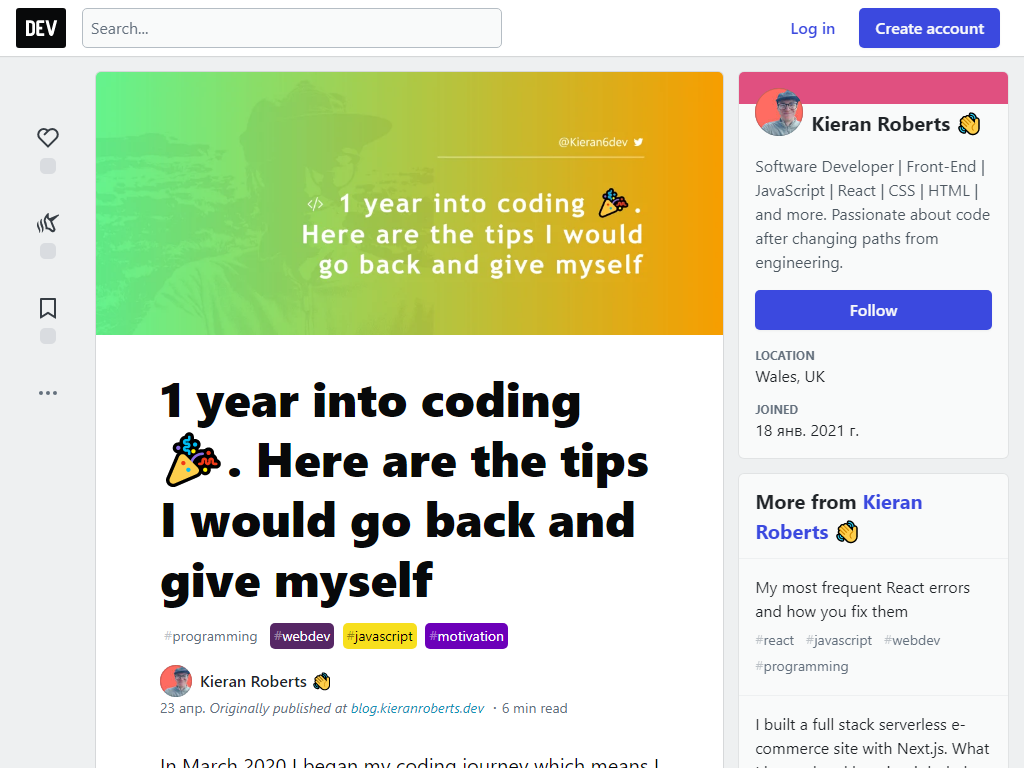 DEV
Search...
Log in
Create account
@Kieran6dev
</> 1 year into coding 🎉.
Here are the tips I would
go back and give myself
1 year into coding
🎉. Here are the tips
I would go back and
give myself
#programming #webdev #javascript #motivation
Kieran Roberts 👏
23 апр. Originally published at blog.kieranroberts.dev ・6 min read
In March 2020 I began my coding journey which means I
Kieran Roberts 👏
Software Developer | Front-End |
JavaScript | React | CSS | HTML |
and more. Passionate about code
after changing paths from
engineering.
Follow
LOCATION
Wales, UK
JOINED
18 янв. 2021 г.
More from Kieran
Roberts 👏
My most frequent React errors
and how you fix them
#react #javascript #webdev
#programming
I built a full stack serverless e-
commerce site with Next.js. What